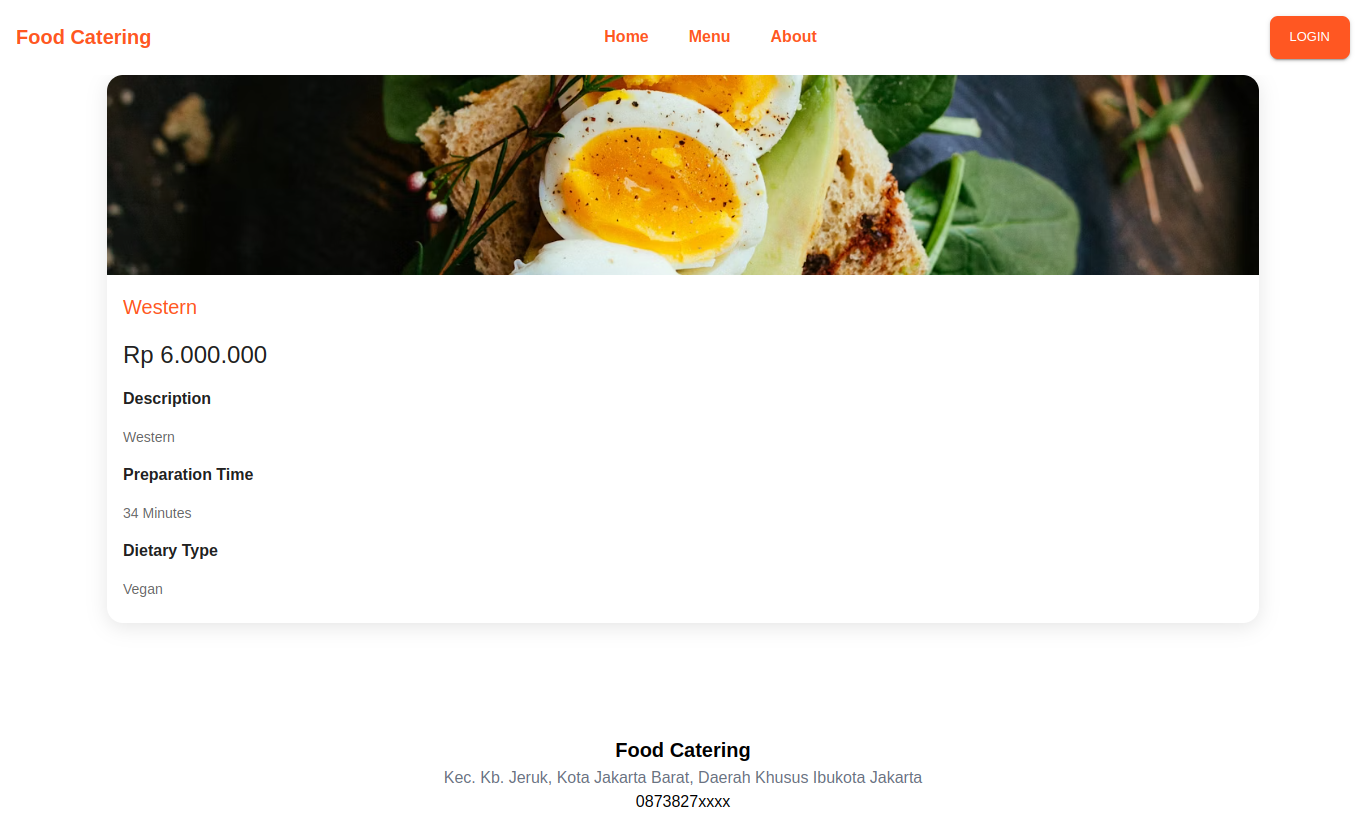 Food Catering
Home Menu About
LOGIN
Western
Rp 6.000.000
Description
Western
Preparation Time
34 Minutes
Dietary Type
Vegan
Food Catering
Kec. Kb. Jeruk, Kota Jakarta Barat, Daerah Khusus Ibukota Jakarta
0873827xxxx